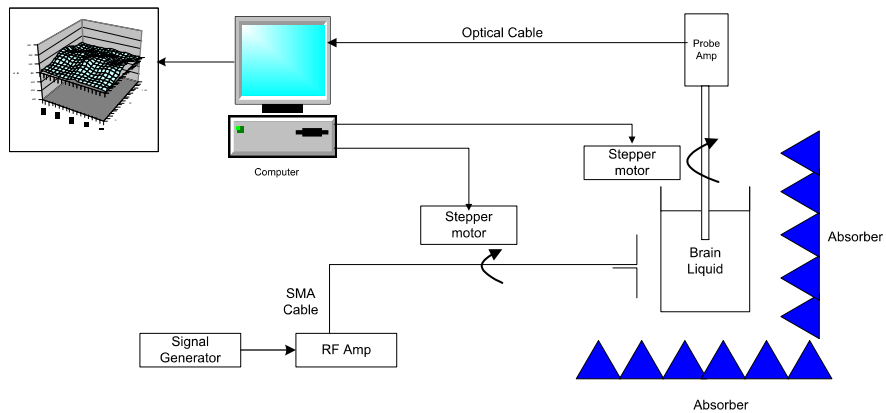 Optical Cable
Probe
Amp
Computer
Stepper
motor
Stepper
motor
Brain
Liquid
Absorber
SMA
Cable
Signal
Generator
RF Amp
Absorber